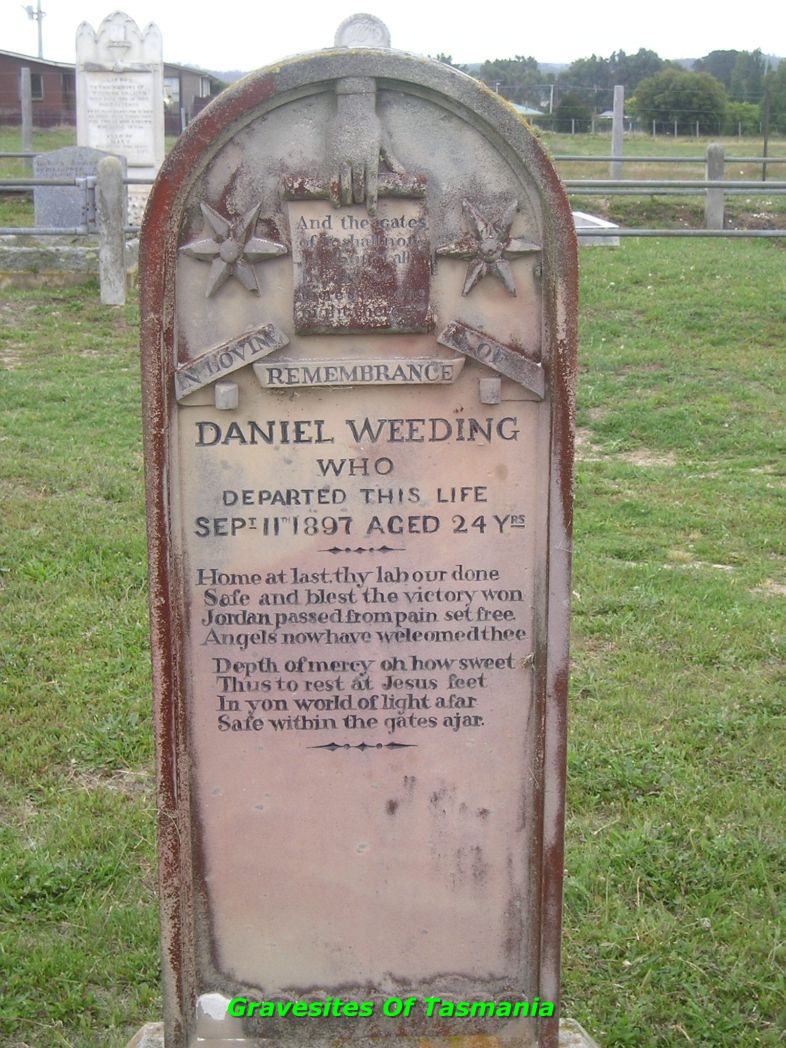 And the gates
of
all
IN LOVING
REMEMBRANCE
OF
DANIEL WEEDING
WHO
DEPARTED THIS LIFE
SEPT 11TH 1897 AGED 24 YRS
Home at last, thy labour done
Safe and blest the victory won
Jordan passed from pain set free.
Angels now have welcomed thee
Depth of mercy oh how sweet
Thus to rest at Jesus feet
In yon world of light afar
Safe within the gates ajar.
Gravesites Of Tasmania